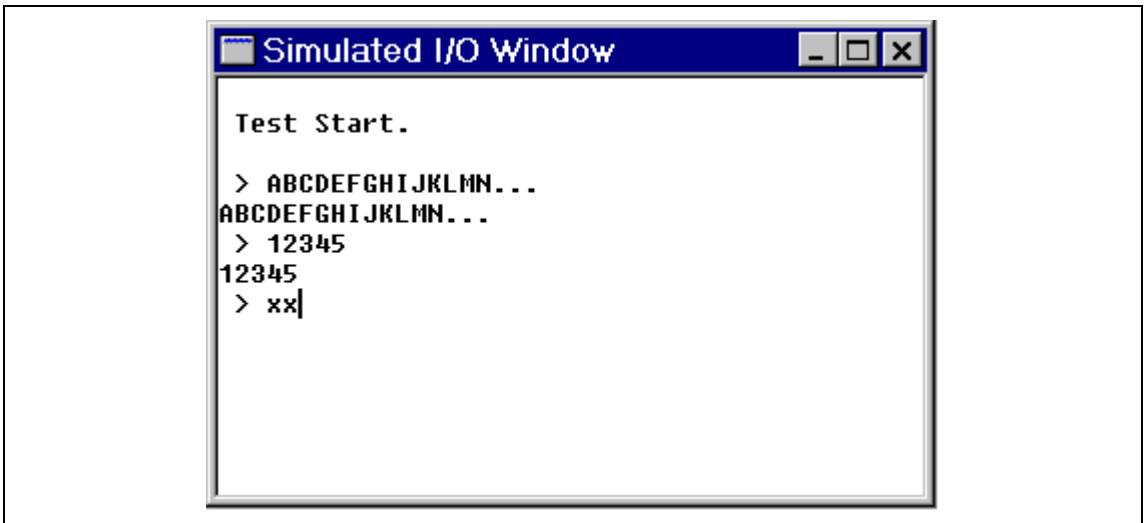 Simulated I/O Window
Test Start.
> ABCDEFGHIJKLMN...
ABCDEFGHIJKLMN...
> 12345
12345
> xx